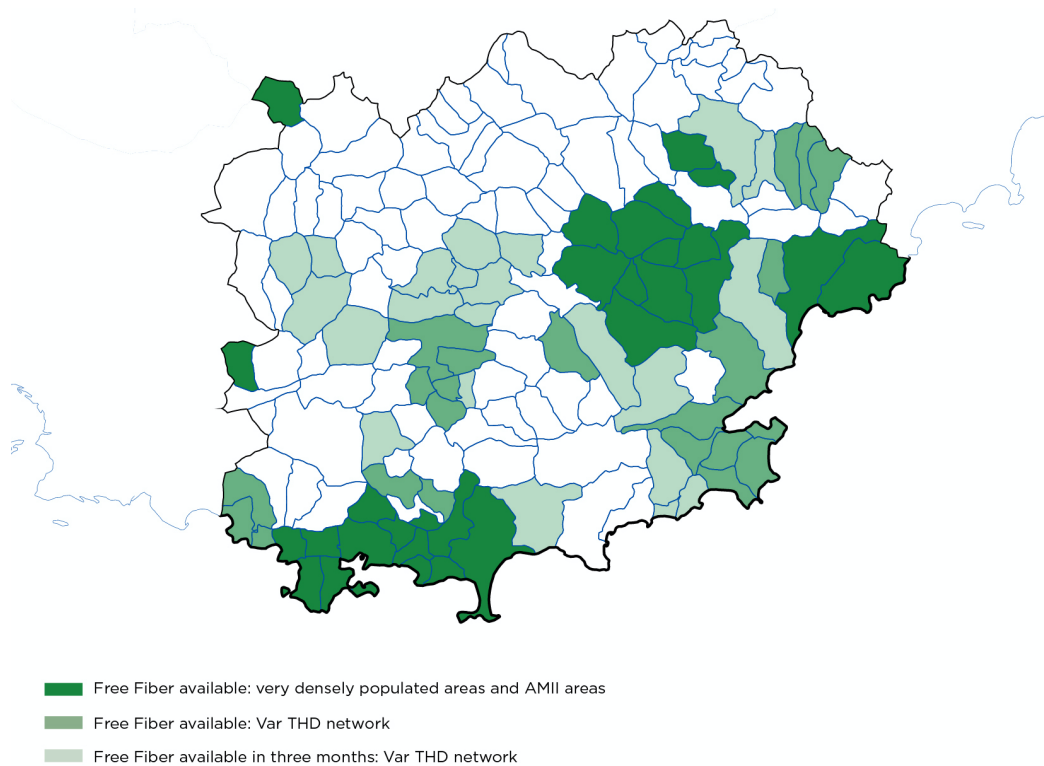 Free Fiber available: very densely populated areas and AMII areas
Free Fiber available: Var THD network
Free Fiber available in three months: Var THD network